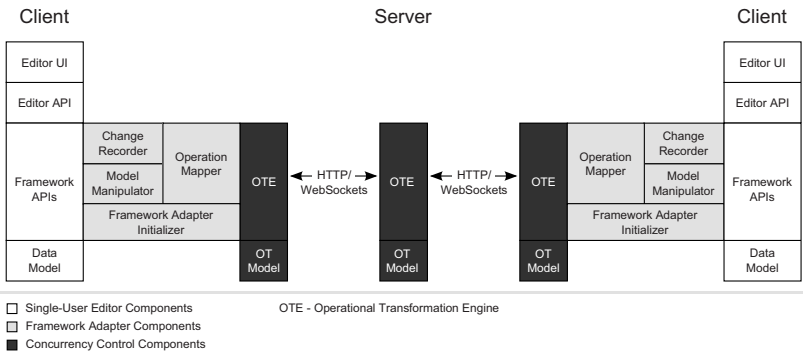 Client
Server
Client
Editor UI
Editor API
Framework
APIs
Data
Model
Change
Recorder
Model
Manipulator
Operation
Mapper
Framework Adapter
Initializer
OTE
OT
Model
HTTP/
WebSockets
OTE
OT
Model
HTTP/
WebSockets
OTE
OT
Model
Operation
Mapper
Change
Recorder
Model
Manipulator
Framework Adapter
Initializer
Editor UI
Editor API
Framework
APIs
Data
Model
Single-User Editor Components
Framework Adapter Components
Concurrency Control Components
OTE - Operational Transformation Engine